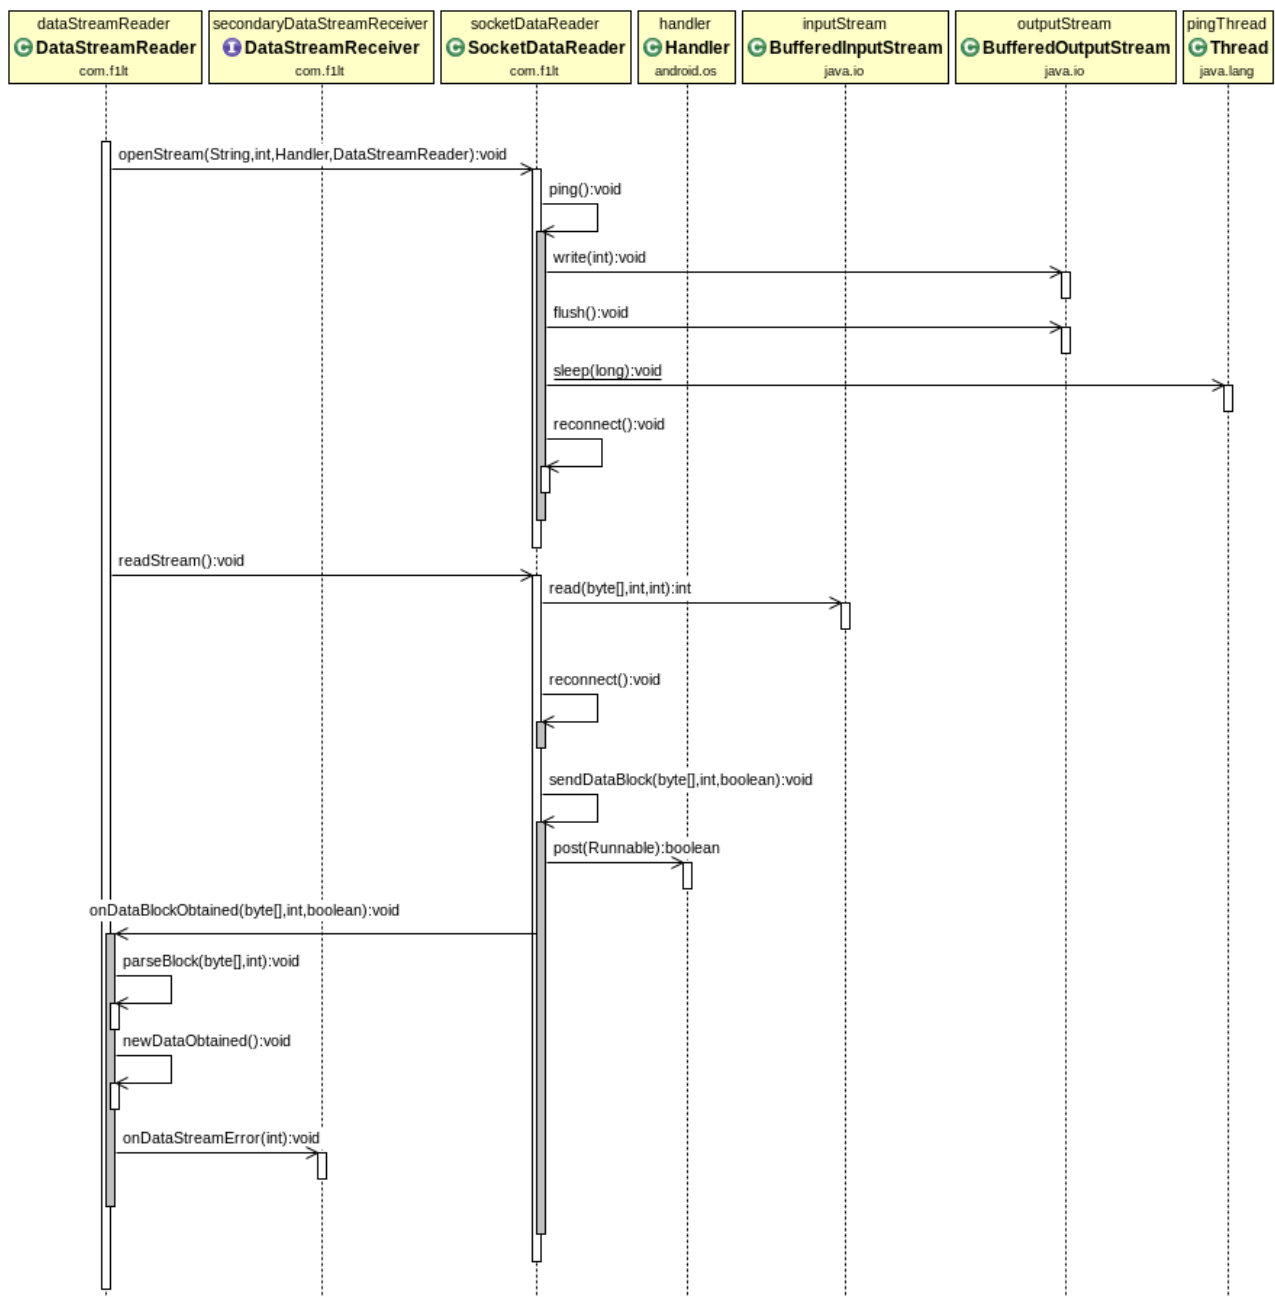 dataStreamReader
C DataStreamReader
com.f1lt
secondaryDataStreamReceiver
I DataStreamReceiver
com.f1lt
socketDataReader
C SocketDataReader
com.f1lt
handler
C Handler
android.os
inputStream
C BufferedInputStream
java.io
outputStream
C BufferedOutputStream
java.io
pingThread
C Thread
java.lang
openStream(String,int,Handler,DataStreamReader):void
ping():void
write(int):void
flush():void
sleep(long):void
reconnect():void
readStream():void
read(byte[],int,int):int
reconnect():void
sendDataBlock(byte[],int,boolean):void
post(Runnable):boolean
onDataBlockObtained(byte[],int,boolean):void
parseBlock(byte[],int):void
newDataObtained():void
onDataStreamError(int):void